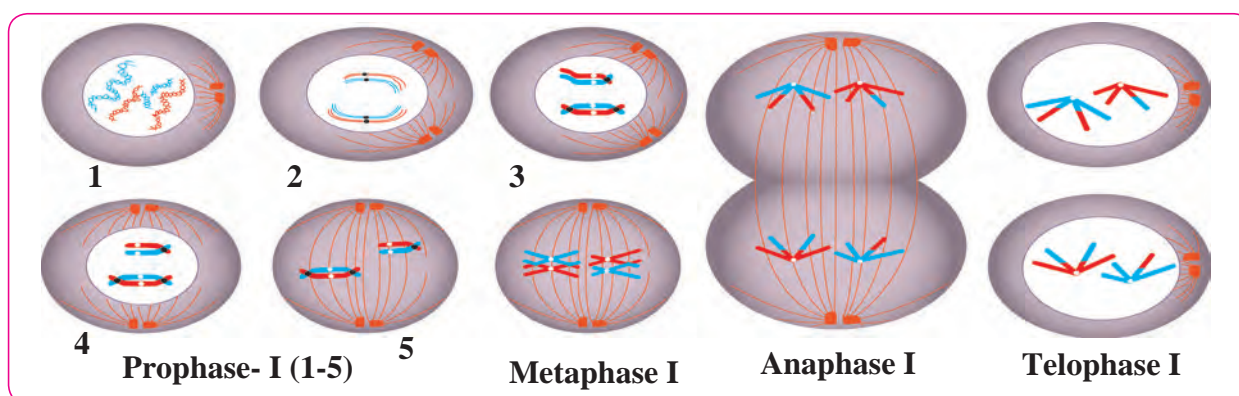 1
2
3
4
5
Prophase- I (1-5)
Metaphase I
Anaphase I
Telophase I